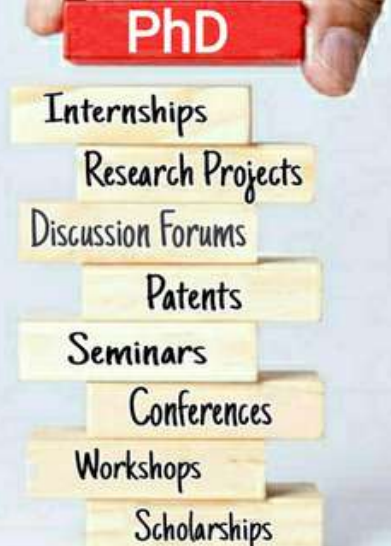 PhD
Internships
Research Projects
Discussion Forums
Patents
Seminars
Conferences
Workshops
Scholarships